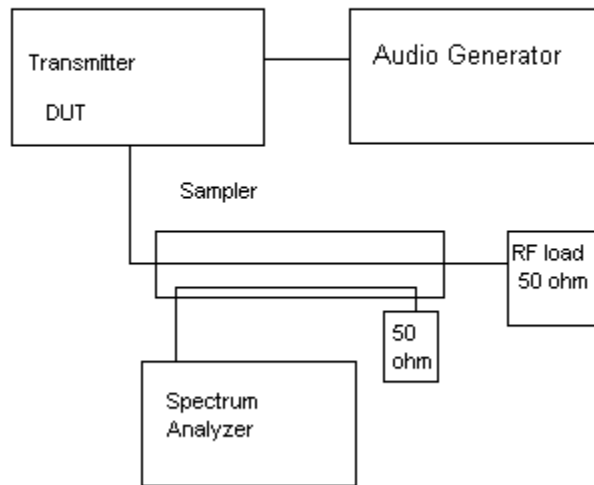 Transmitter
DUT
Audio Generator
Sampler
RF load
50 ohm
50
ohm
Spectrum
Analyzer